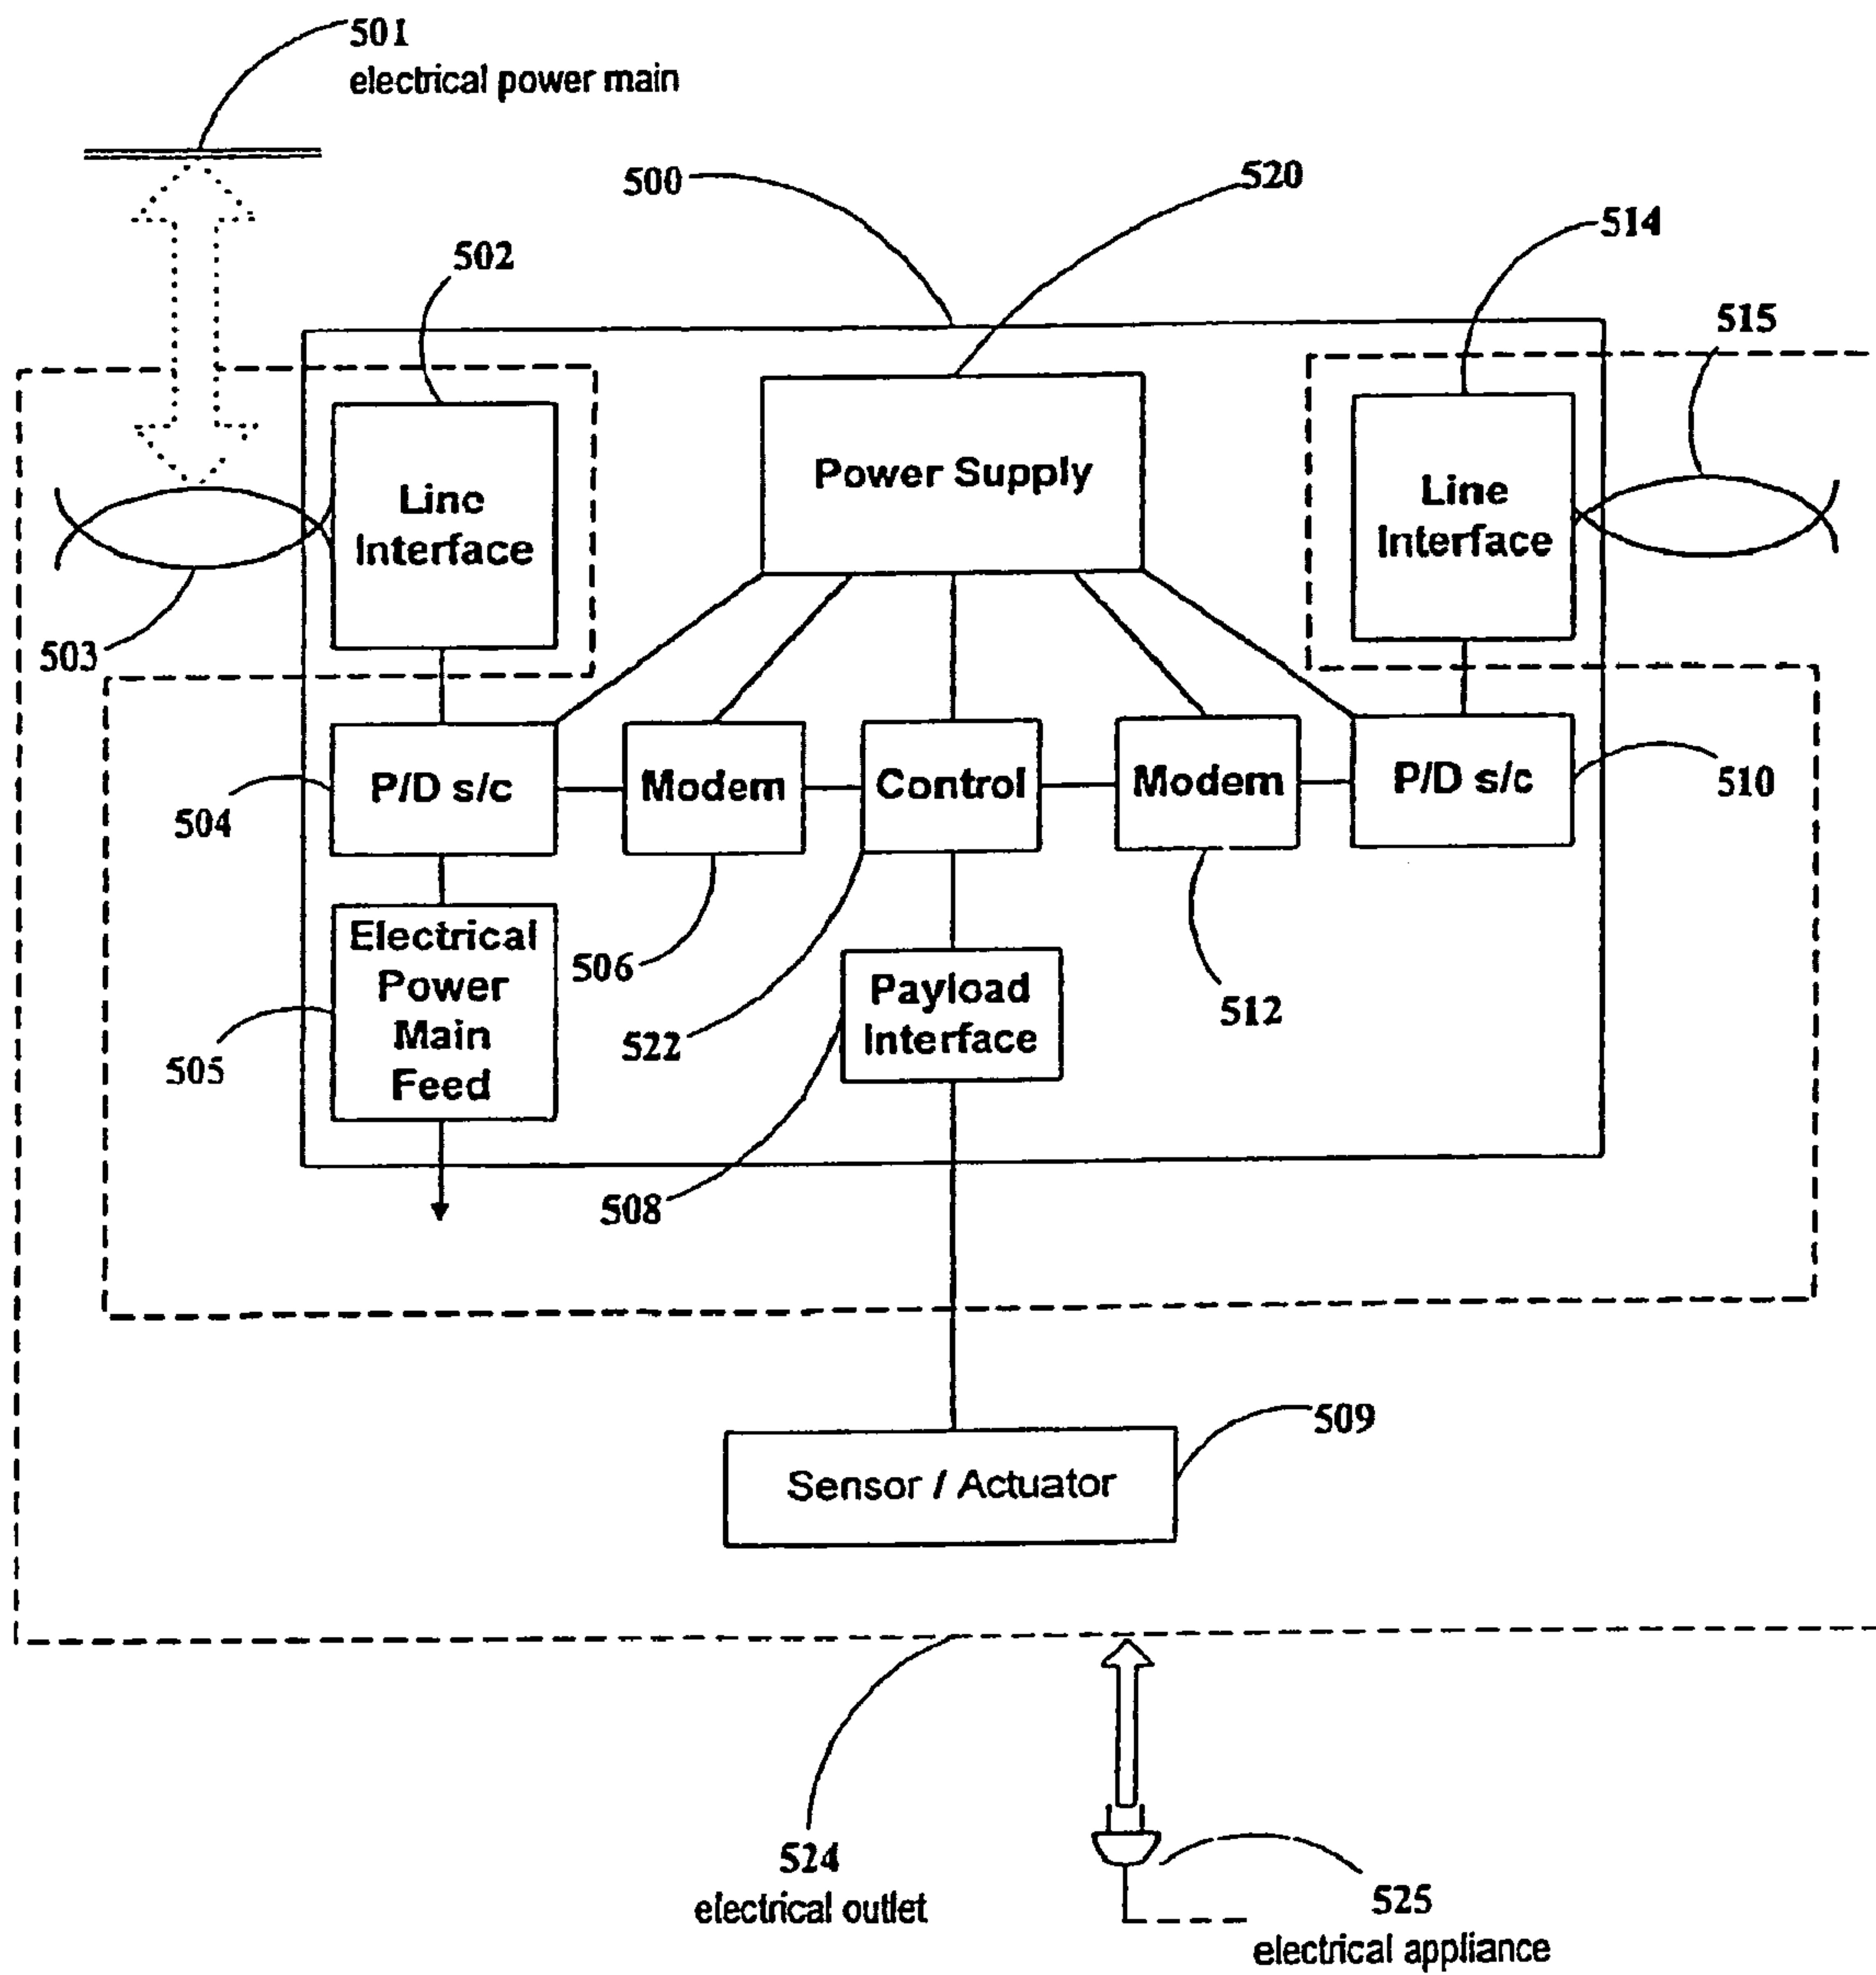 501
electrical power main
500
520
514
502
515
Line
Interface
Power Supply
Line
Interface
503
P/D s/c
Modem
Control
Modem
P/D s/c
504
510
Electrical
Power
Main
Feed
506
Payload
Interface
512
522
505
508
509
Sensor / Actuator
524
electrical outlet
525
electrical appliance